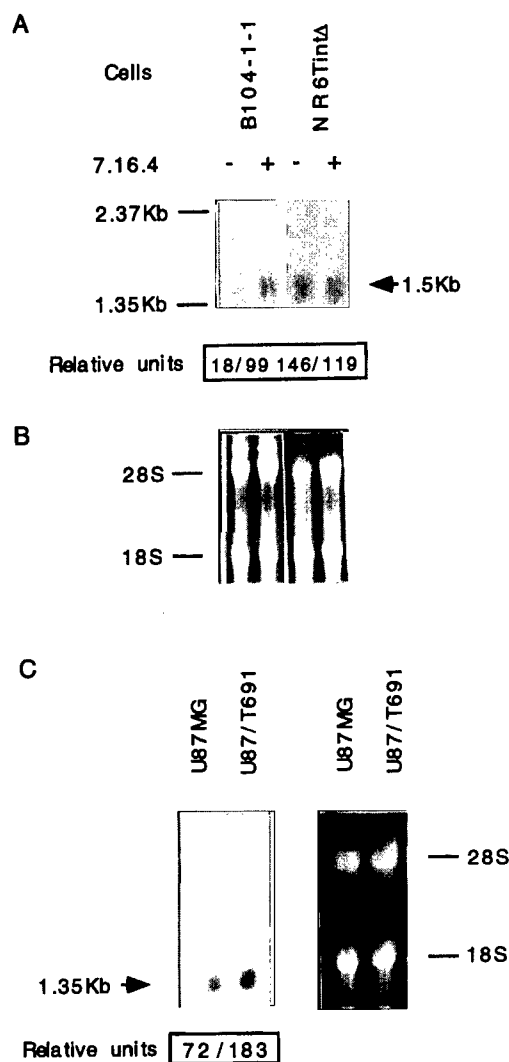 A
Cells
B104-1-1
NR6TintΔ
7.16.4 - + - +
2.37Kb
1.35Kb
1.5Kb
Relative units 18/99 146/119
B
28S
18S
C
U87MG
U87/T691
U87MG
U87/T691
28S
18S
1.35Kb
Relative units 72/183